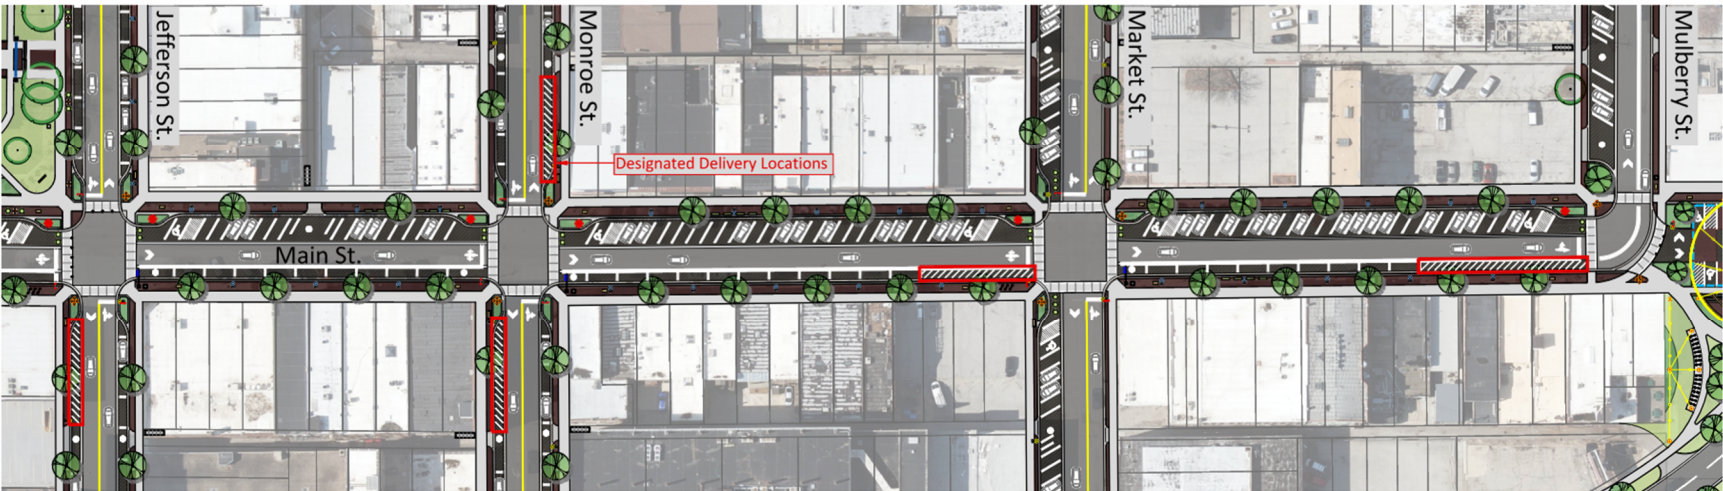 Jefferson St.
Monroe St.
Market St.
Mulberry St.
Designated Delivery Locations
Main St.